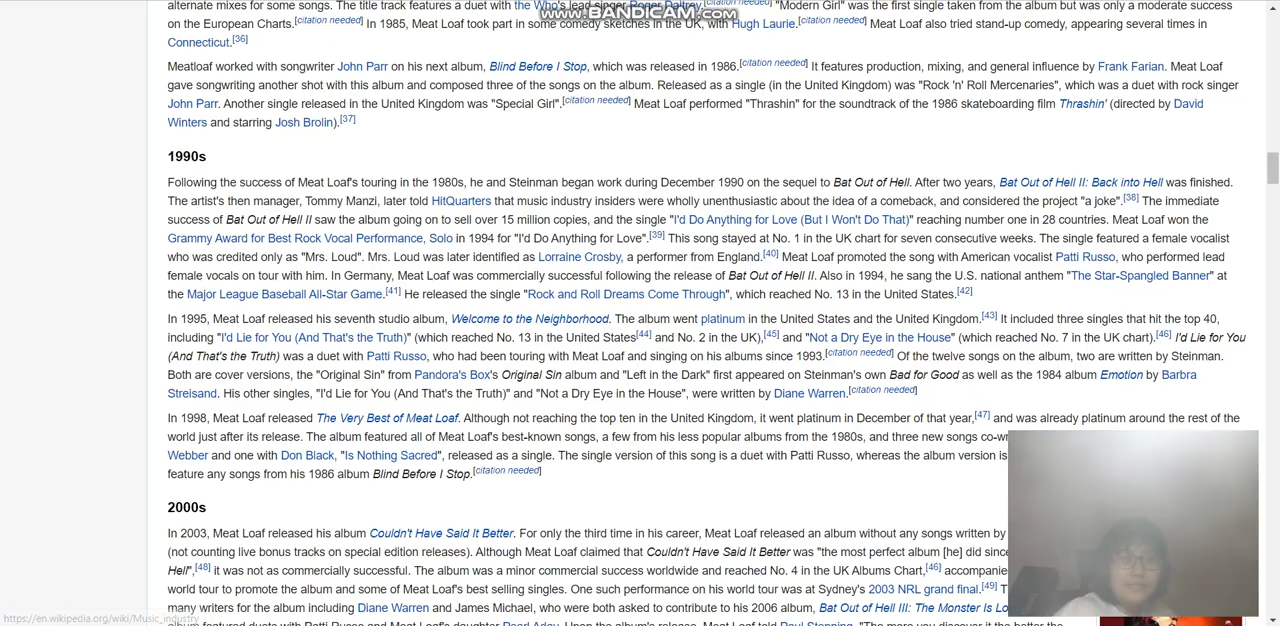 alternate mixes for some songs. The title track features a duet with the Who's lead singer Roger Daltrey.[citation needed] "Modern Girl" was the first single taken from the album but was only a moderate success
www.BANDICAM.com
on the European Charts.[citation needed] In 1985, Meat Loaf took part in some comedy sketches in the UK, with Hugh Laurie.[citation needed] Meat Loaf also tried stand-up comedy, appearing several times in
Connecticut.[36]
Meatloaf worked with songwriter John Parr on his next album, Blind Before I Stop, which was released in 1986.[citation needed] It features production, mixing, and general influence by Frank Farian. Meat Loaf
gave songwriting another shot with this album and composed three of the songs on the album. Released as a single (in the United Kingdom) was "Rock 'n' Roll Mercenaries", which was a duet with rock singer
John Parr. Another single released in the United Kingdom was "Special Girl".[citation needed] Meat Loaf performed "Thrashin" for the soundtrack of the 1986 skateboarding film Thrashin' (directed by David
Winters and starring Josh Brolin).[37]
1990s
Following the success of Meat Loaf's touring in the 1980s, he and Steinman began work during December 1990 on the sequel to Bat Out of Hell. After two years, Bat Out of Hell II: Back into Hell was finished.
The artist's then manager, Tommy Manzi, later told HitQuarters that music industry insiders were wholly unenthusiastic about the idea of a comeback, and considered the project "a joke".[38] The immediate
success of Bat Out of Hell II saw the album going on to sell over 15 million copies, and the single "I'd Do Anything for Love (But I Won't Do That)" reaching number one in 28 countries. Meat Loaf won the
Grammy Award for Best Rock Vocal Performance, Solo in 1994 for "I'd Do Anything for Love".[39] This song stayed at No. 1 in the UK chart for seven consecutive weeks. The single featured a female vocalist
who was credited only as "Mrs. Loud". Mrs. Loud was later identified as Lorraine Crosby, a performer from England.[40] Meat Loaf promoted the song with American vocalist Patti Russo, who performed lead
female vocals on tour with him. In Germany, Meat Loaf was commercially successful following the release of Bat Out of Hell II. Also in 1994, he sang the U.S. national anthem "The Star-Spangled Banner" at
the Major League Baseball All-Star Game.[41] He released the single "Rock and Roll Dreams Come Through", which reached No. 13 in the United States.[42]
In 1995, Meat Loaf released his seventh studio album, Welcome to the Neighborhood. The album went platinum in the United States and the United Kingdom.[43] It included three singles that hit the top 40,
including "I'd Lie for You (And That's the Truth)" (which reached No. 13 in the United States[44] and No. 2 in the UK),[45] and "Not a Dry Eye in the House" (which reached No. 7 in the UK chart).[46] I'd Lie for You
(And That's the Truth) was a duet with Patti Russo, who had been touring with Meat Loaf and singing on his albums since 1993.[citation needed] Of the twelve songs on the album, two are written by Steinman.
Both are cover versions, the "Original Sin" from Pandora's Box's Original Sin album and "Left in the Dark" first appeared on Steinman's own Bad for Good as well as the 1984 album Emotion by Barbra
Streisand. His other singles, "I'd Lie for You (And That's the Truth)" and "Not a Dry Eye in the House", were written by Diane Warren.[citation needed]
In 1998, Meat Loaf released The Very Best of Meat Loaf. Although not reaching the top ten in the United Kingdom, it went platinum in December of that year,[47] and was already platinum around the rest of the
world just after its release. The album featured all of Meat Loaf's best-known songs, a few from his less popular albums from the 1980s, and three new songs co-wr
Webber and one with Don Black, "Is Nothing Sacred", released as a single. The single version of this song is a duet with Patti Russo, whereas the album version is
feature any songs from his 1986 album Blind Before I Stop.[citation needed]
2000s
In 2003, Meat Loaf released his album Couldn't Have Said It Better. For only the third time in his career, Meat Loaf released an album without any songs written by
(not counting live bonus tracks on special edition releases). Although Meat Loaf claimed that Couldn't Have Said It Better was "the most perfect album [he] did since
Hell",[48] it was not as commercially successful. The album was a minor commercial success worldwide and reached No. 4 in the UK Albums Chart,[46] accompanie
world tour to promote the album and some of Meat Loaf's best selling singles. One such performance on his world tour was at Sydney's 2003 NRL grand final.[49] T
many writers for the album including Diane Warren and James Michael, who were both asked to contribute to his 2006 album, Bat Out of Hell III: The Monster Is Lo
https://en.wikipedia.org/wiki/Music_industry
album featured duets with Patti Russo and Meat Loaf's daughter Pearl Aday. Upon the album's release, Meat Loaf told Paul Stenning, "The more you discover it the better the